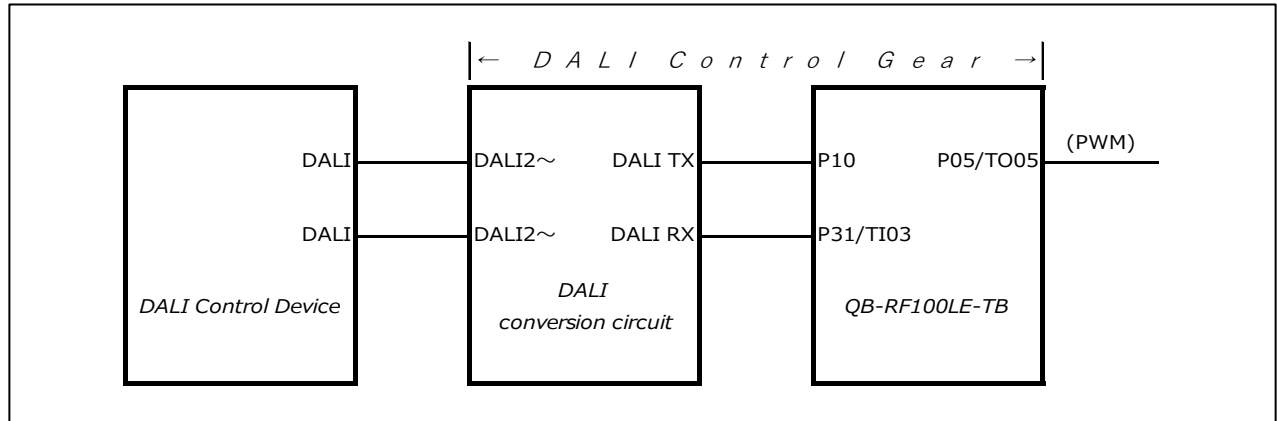 ← DALI Control Gear →
(PWM)
DALI DALI2～ DALI TX P10 P05/TO05
DALI DALI2～ DALI RX P31/TI03
DALI Control Device
DALI
conversion circuit
QB-RF100LE-TB